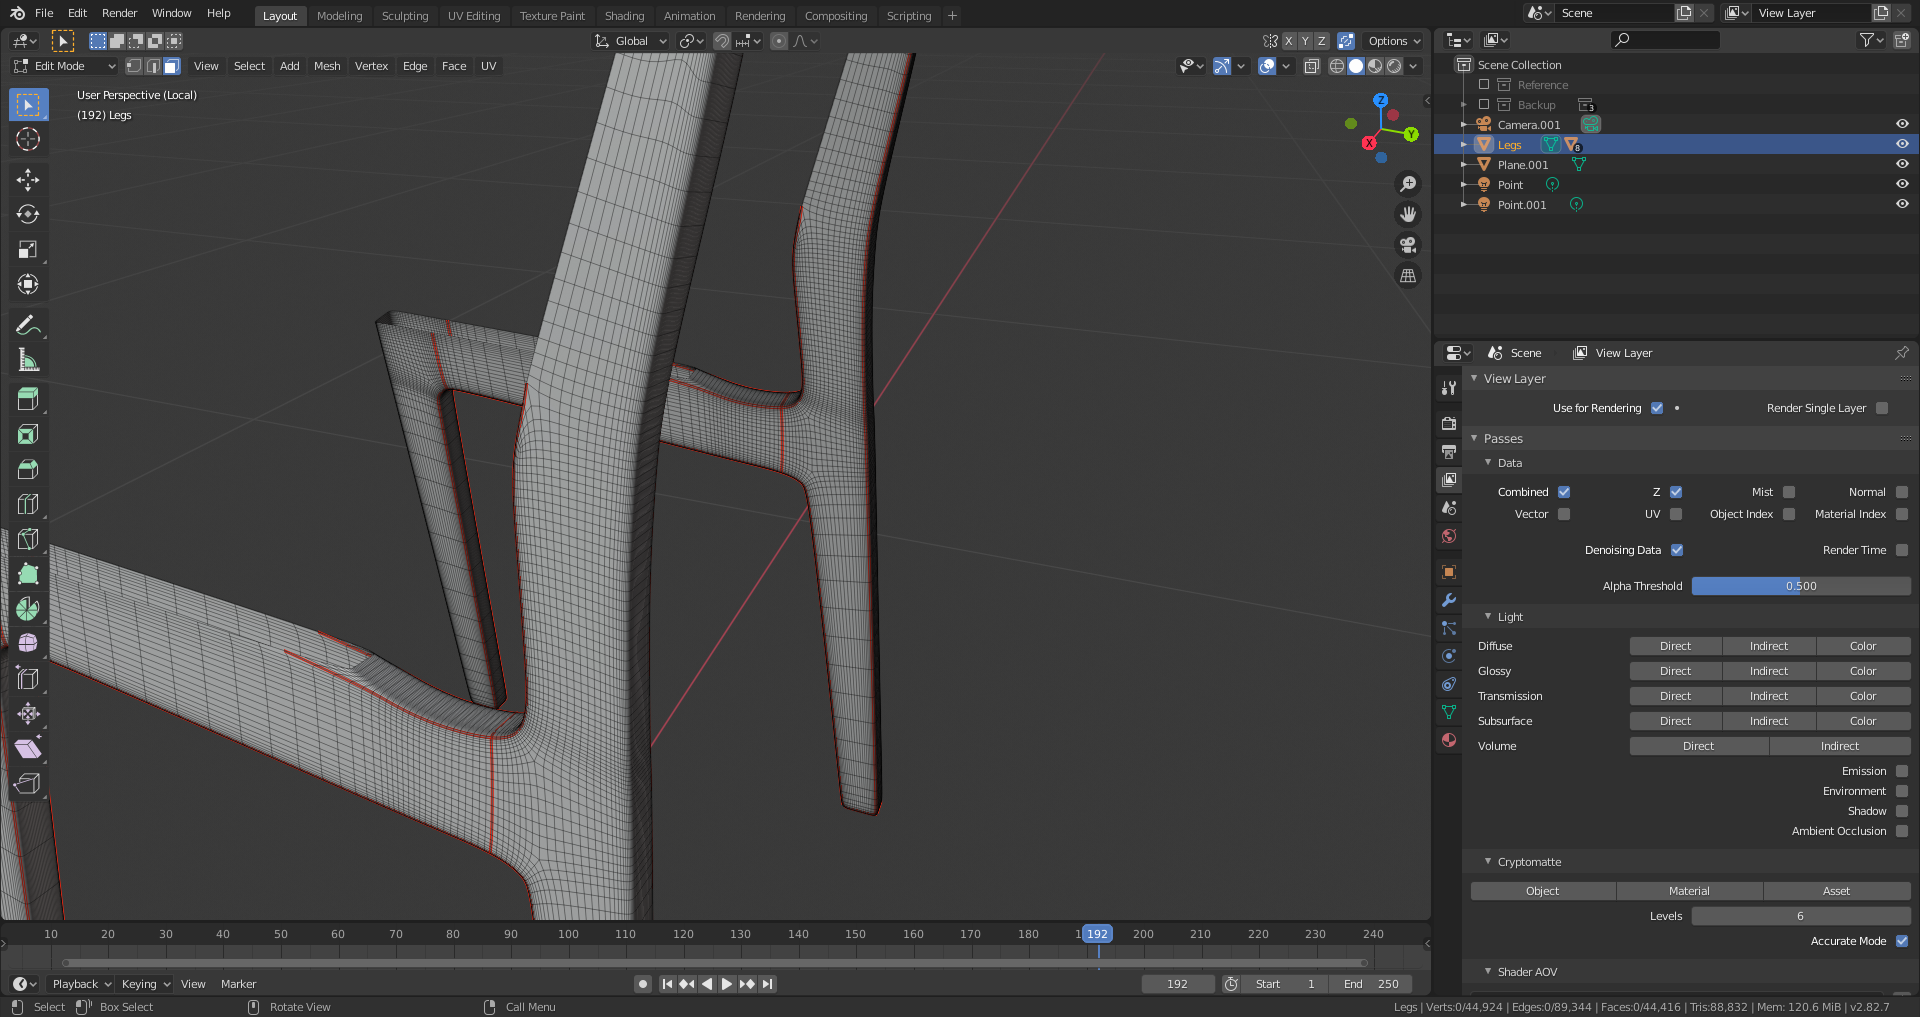 File Edit Render Window Help Layout Modeling Sculpting UV Editing Texture Paint Shading Animation Rendering Compositing Scripting + Scene View Layer
Global X Y Z Options
Edit Mode View Select Add Mesh Vertex Edge Face UV
User Perspective (Local)
(192) Legs
Z
Y
X
Scene Collection
Reference
Backup 3
Camera.001
Legs 8
Plane.001
Point
Point.001
Scene View Layer
View Layer
Use for Rendering Render Single Layer
Passes
Data
Combined Z Mist Normal
Vector UV Object Index Material Index
Denoising Data Render Time
Alpha Threshold 0.500
Light
Diffuse Direct Indirect Color
Glossy Direct Indirect Color
Transmission Direct Indirect Color
Subsurface Direct Indirect Color
Volume Direct Indirect
Emission
Environment
Shadow
Ambient Occlusion
Cryptomatte
Object Material Asset
Levels 6
Accurate Mode
Shader AOV
10 20 30 40 50 60 70 80 90 100 110 120 130 140 150 160 170 180 192 200 210 220 230 240
Playback Keying View Marker 192 Start 1 End 250
Select Box Select Rotate View Call Menu Legs | Verts:0/44,924 | Edges:0/89,344 | Faces:0/44,416 | Tris:88,832 | Mem: 120.6 MiB | v2.82.7